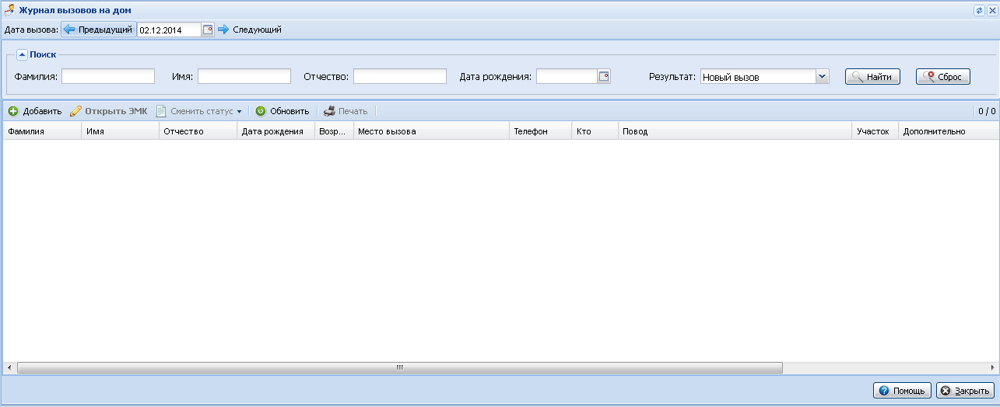 Журнал вызовов на дом
Дата вызова: Предыдущий 02.12.2014 Следующий
Поиск
Фамилия: Имя: Отчество: Дата рождения: Результат: Новый вызов Найти Сброс
Добавить Открыть ЭМК Сменить статус Обновить Печать 0 / 0
Фамилия Имя Отчество Дата рождения Возр... Место вызова Телефон Кто Повод Участок Дополнительно
Помощь Закрыть